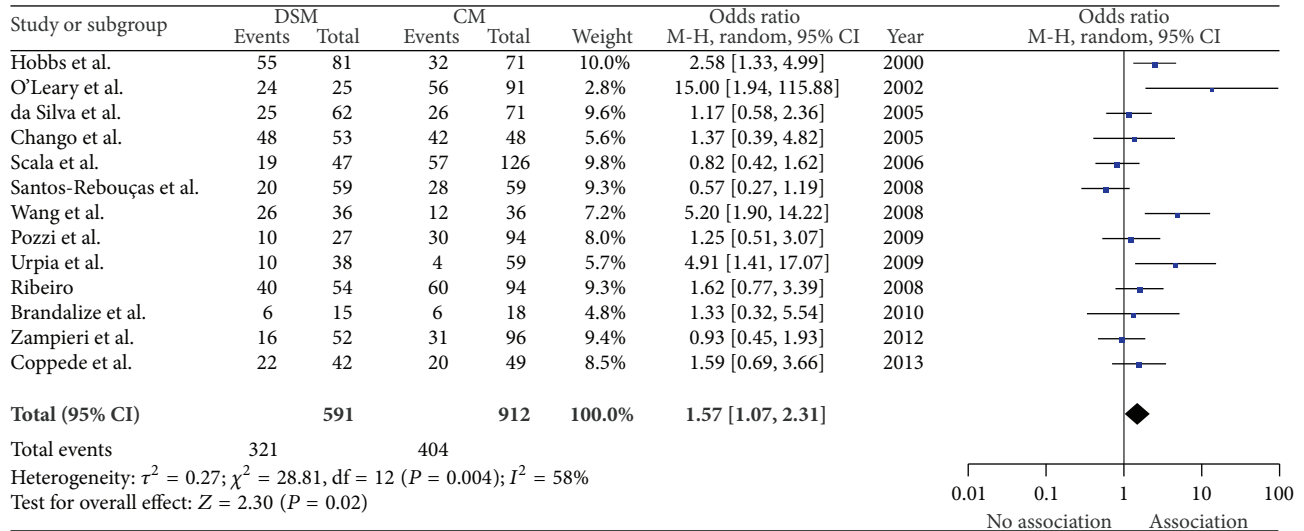 Study or subgroup DSM CM Odds ratio Odds ratio
Events Total Events Total Weight M-H, random, 95% CI Year M-H, random, 95% CI
Hobbs et al. 55 81 32 71 10.0% 2.58 [1.33, 4.99] 2000
O'Leary et al. 24 25 56 91 2.8% 15.00 [1.94, 115.88] 2002
da Silva et al. 25 62 26 71 9.6% 1.17 [0.58, 2.36] 2005
Chango et al. 48 53 42 48 5.6% 1.37 [0.39, 4.82] 2005
Scala et al. 19 47 57 126 9.8% 0.82 [0.42, 1.62] 2006
Santos-Rebouças et al. 20 59 28 59 9.3% 0.57 [0.27, 1.19] 2008
Wang et al. 26 36 12 36 7.2% 5.20 [1.90, 14.22] 2008
Pozzi et al. 10 27 30 94 8.0% 1.25 [0.51, 3.07] 2009
Urpia et al. 10 38 4 59 5.7% 4.91 [1.41, 17.07] 2009
Ribeiro 40 54 60 94 9.3% 1.62 [0.77, 3.39] 2008
Brandalize et al. 6 15 6 18 4.8% 1.33 [0.32, 5.54] 2010
Zampieri et al. 16 52 31 96 9.4% 0.93 [0.45, 1.93] 2012
Coppede et al. 22 42 20 49 8.5% 1.59 [0.69, 3.66] 2013
Total (95% CI) 591 912 100.0% 1.57 [1.07, 2.31]
Total events 321 404
Heterogeneity: τ² = 0.27; χ² = 28.81, df = 12 (P = 0.004); I² = 58%
Test for overall effect: Z = 2.30 (P = 0.02)
0.01 0.1 1 10 100
No association Association